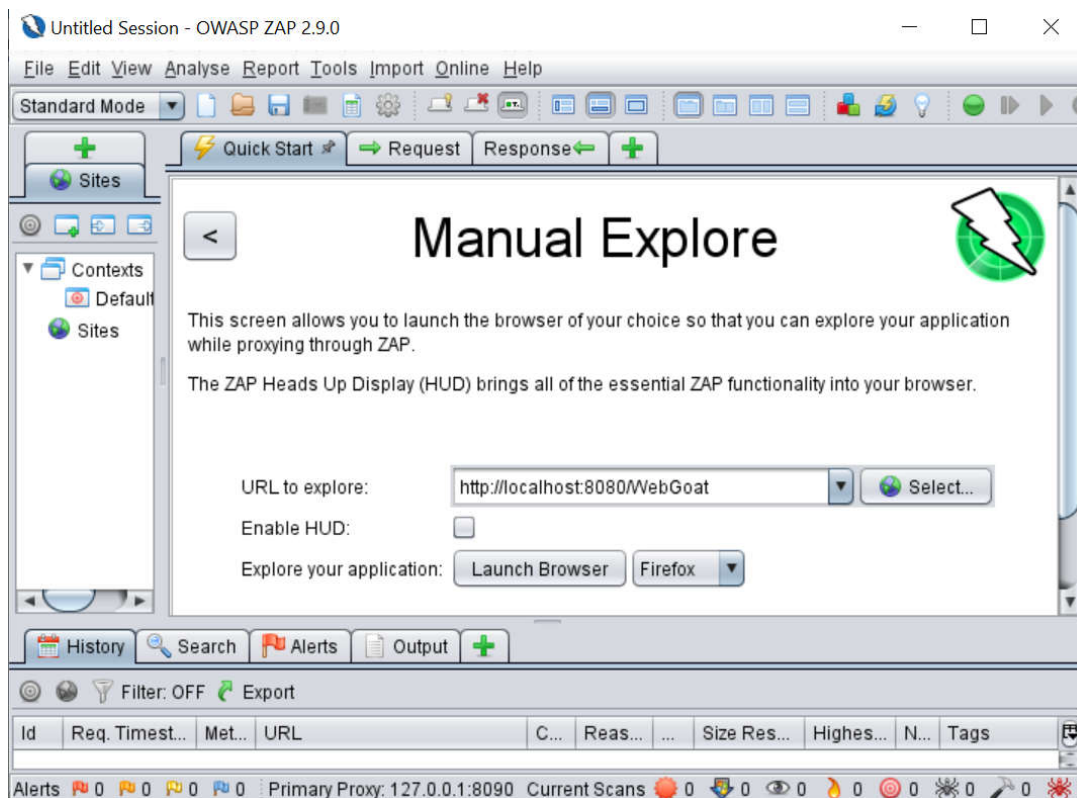 Untitled Session - OWASP ZAP 2.9.0
File Edit View Analyse Report Tools Import Online Help
Standard Mode
Quick Start
Request
Response
Sites
<
Manual Explore
Contexts
Default
Sites
This screen allows you to launch the browser of your choice so that you can explore your application
while proxying through ZAP.
The ZAP Heads Up Display (HUD) brings all of the essential ZAP functionality into your browser.
URL to explore: http://localhost:8080/WebGoat Select...
Enable HUD:
Explore your application: Launch Browser Firefox
History Search Alerts Output
Filter: OFF Export
Id Req. Timest... Met... URL C... Reas... ... Size Res... Highes... N... Tags
Alerts 0 0 0 0 Primary Proxy: 127.0.0.1:8090 Current Scans 0 0 0 0 0 0 0